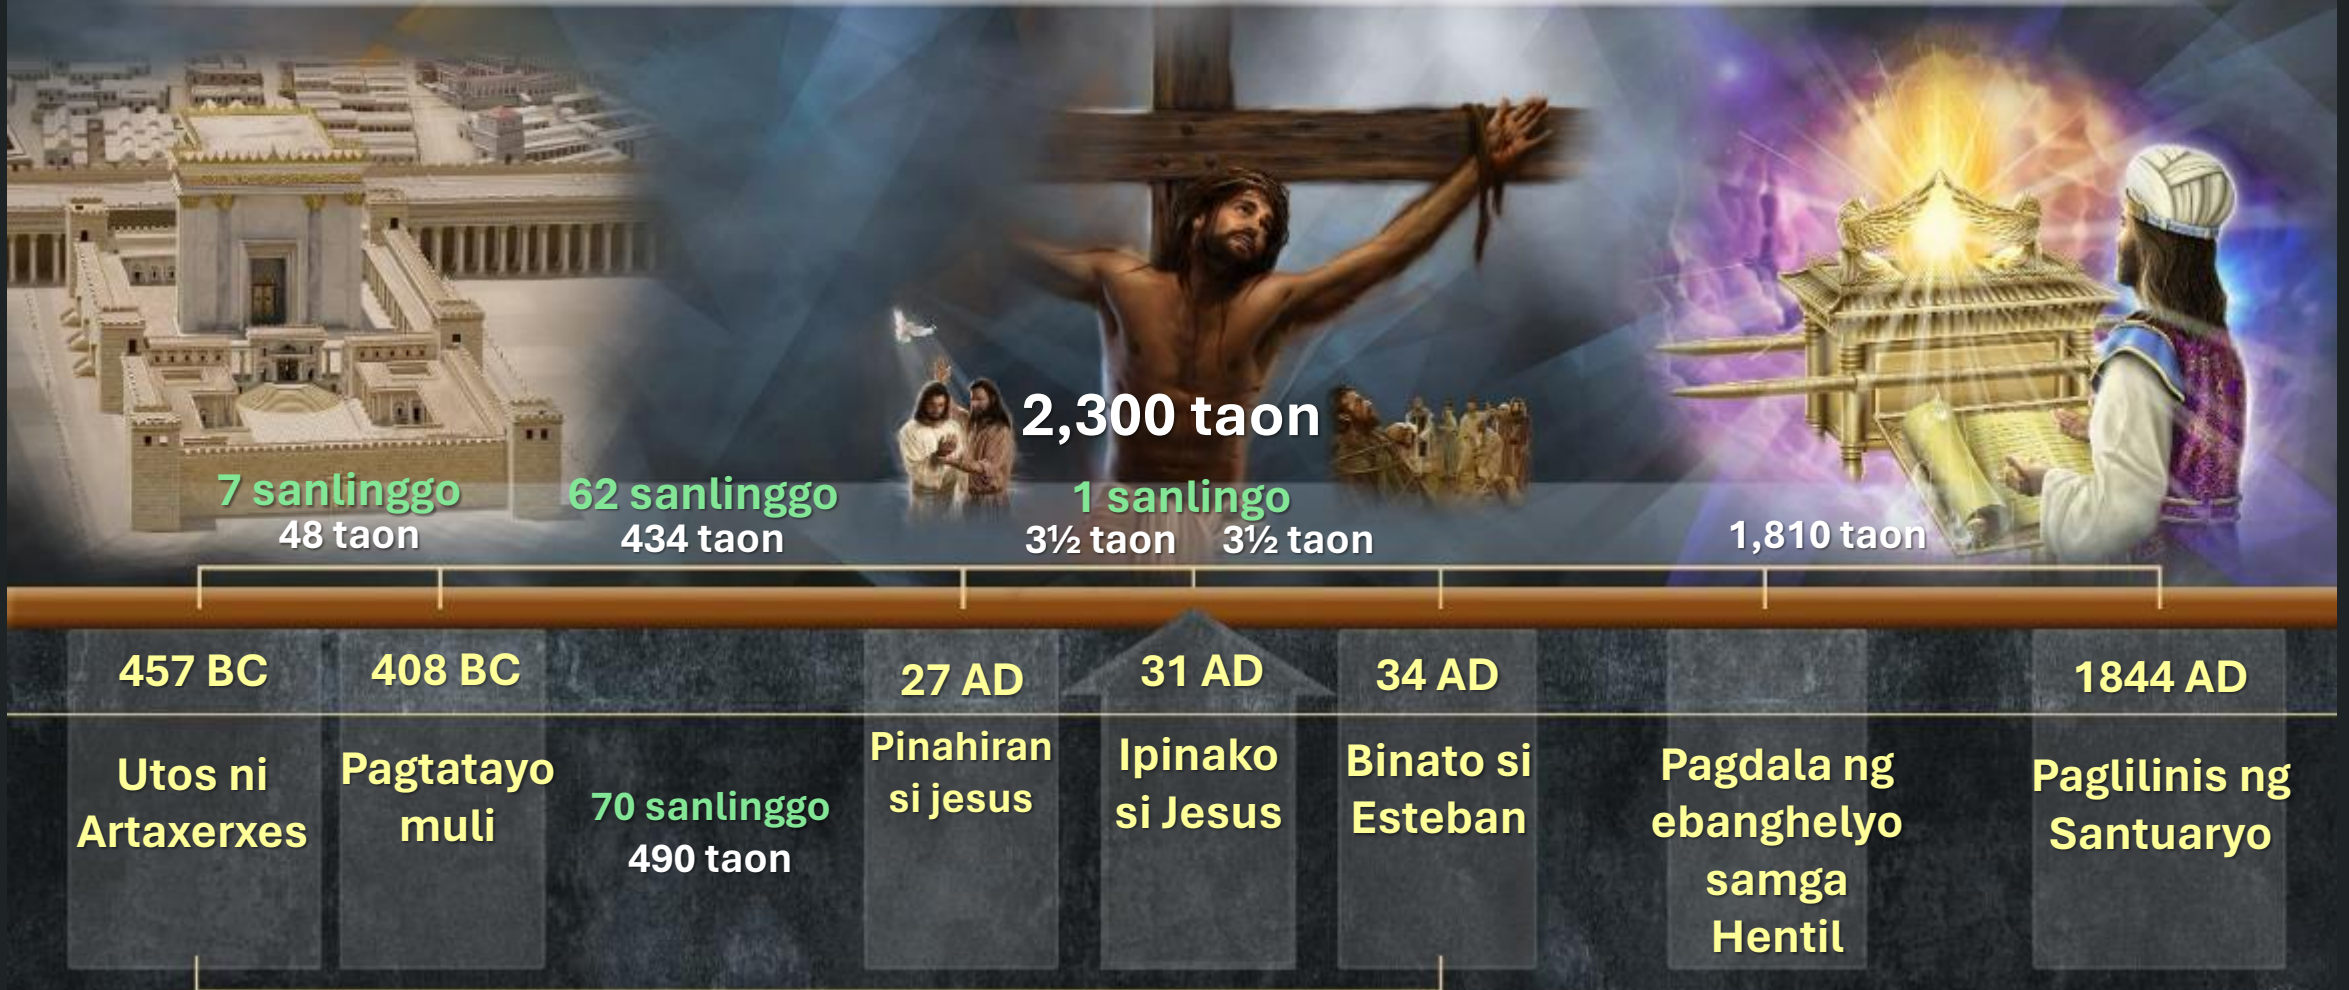 2,300 taon
7 sanlinggo
48 taon
62 sanlinggo
434 taon
1 sanlingo
3½ taon 3½ taon
1,810 taon
457 BC
408 BC
27 AD
31 AD
34 AD
1844 AD
Utos ni
Artaxerxes
Pagtatayo
muli
70 sanlinggo
490 taon
Pinahiran
si jesus
Ipinako
si Jesus
Binato si
Esteban
Pagdala ng
ebanghelyo
samga
Hentil
Paglilinis ng
Santuaryo